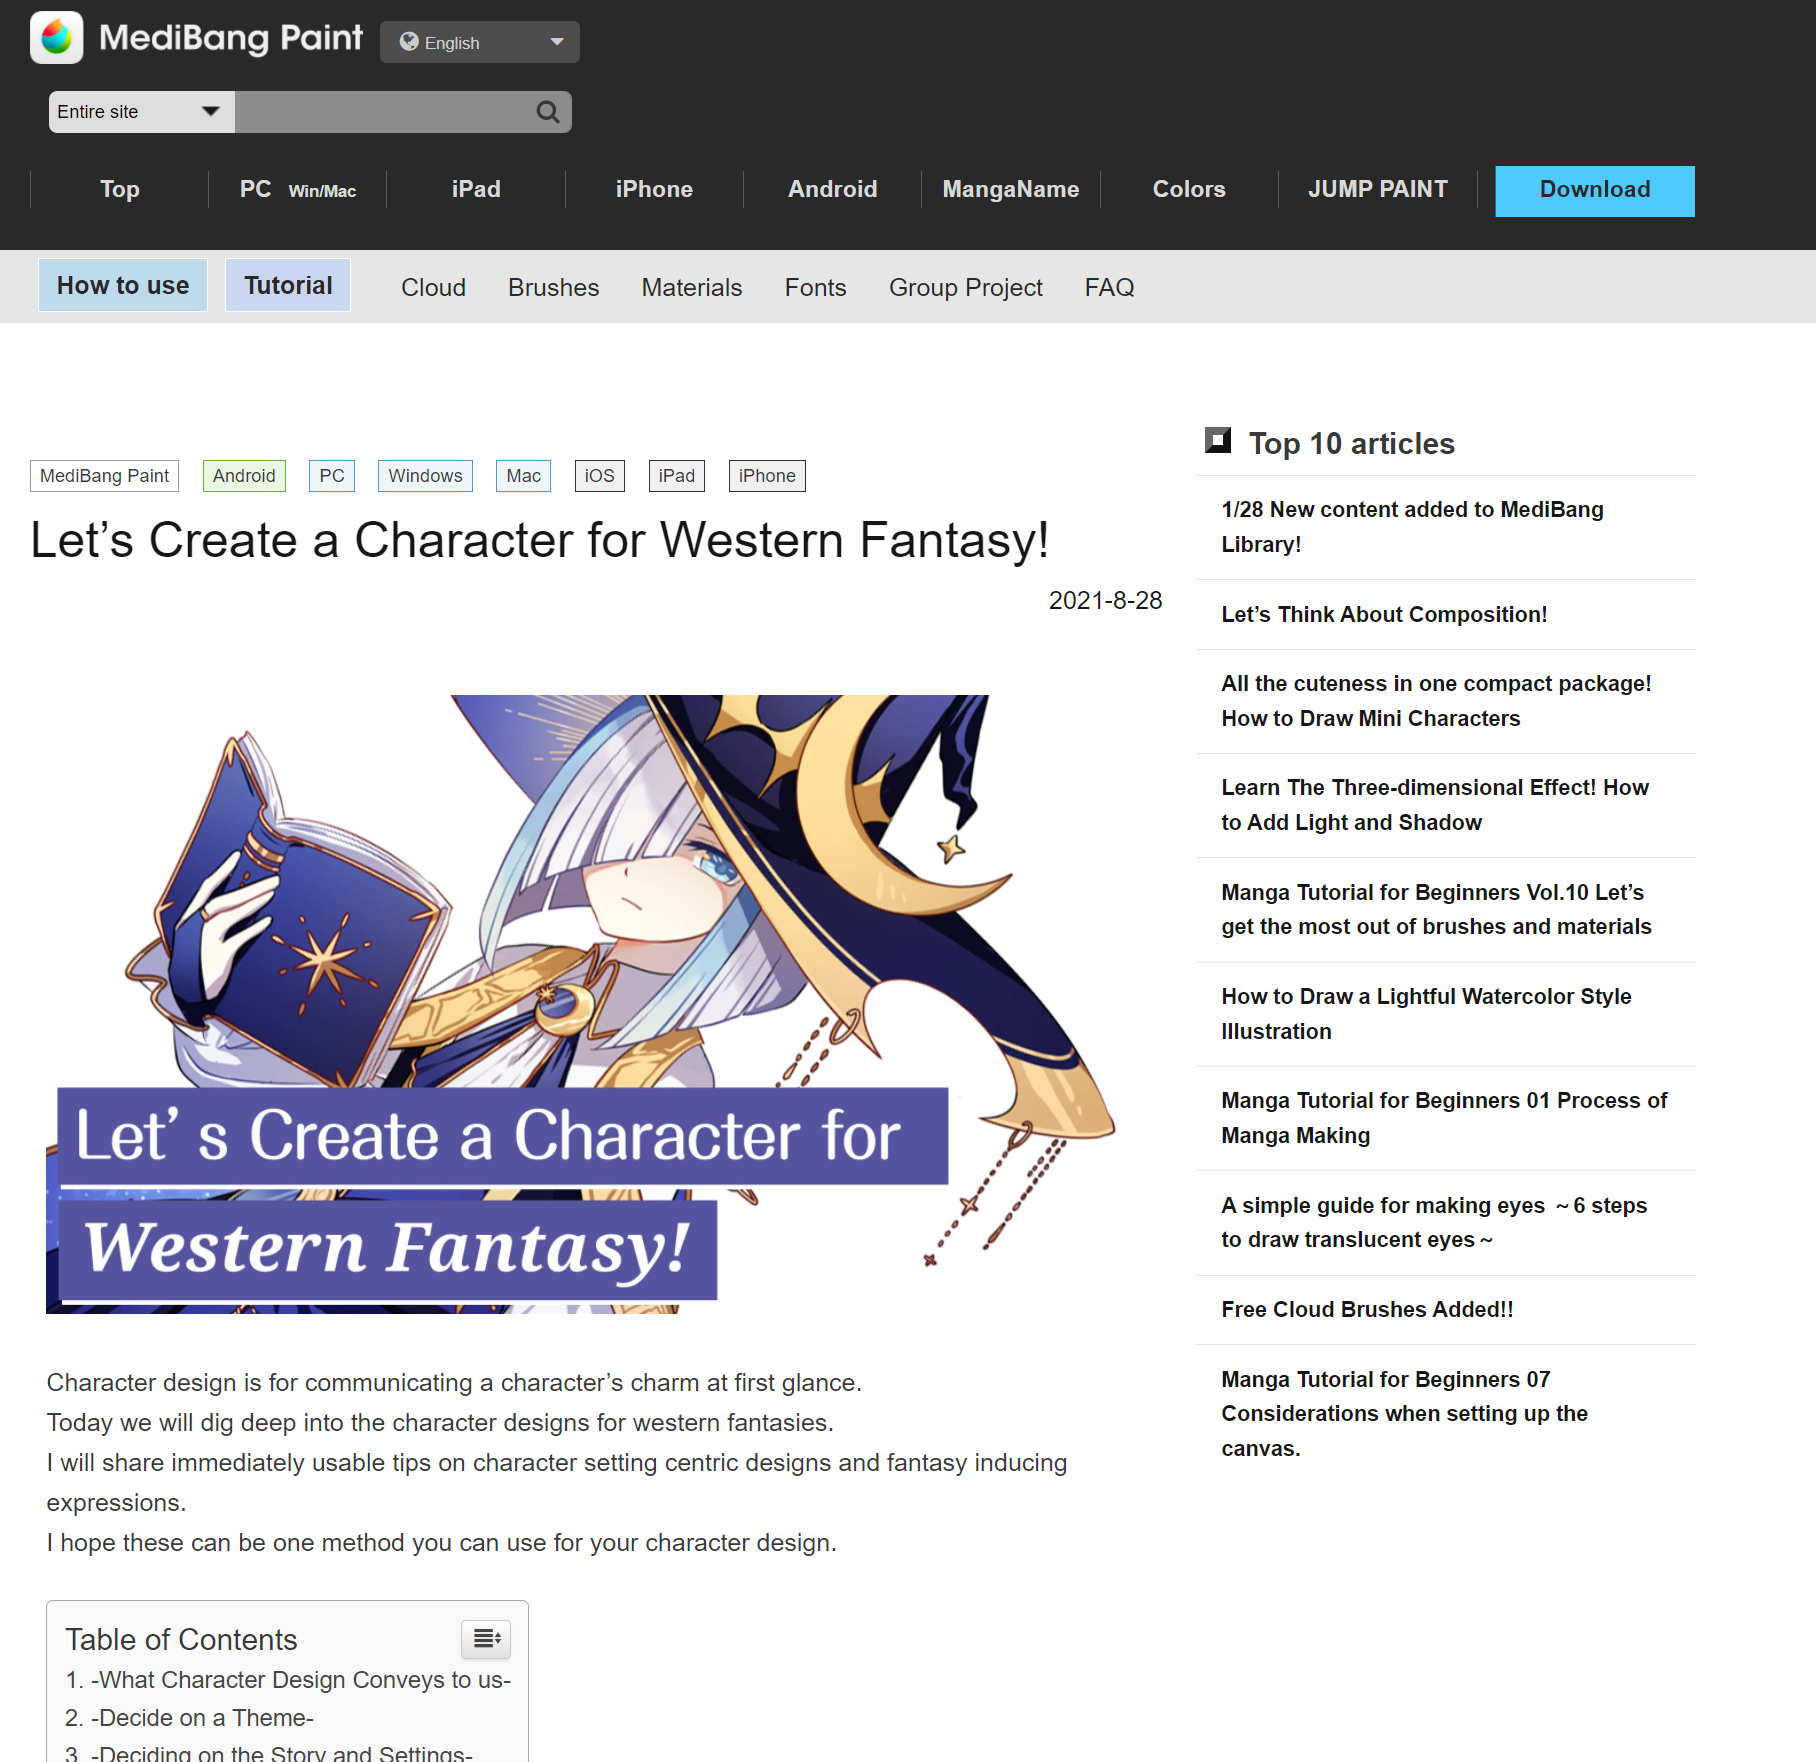 MediBang Paint
English
Entire site
Top
PC Win/Mac
iPad
iPhone
Android
MangaName
Colors
JUMP PAINT
Download
How to use
Tutorial
Cloud
Brushes
Materials
Fonts
Group Project
FAQ
MediBang Paint
Android
PC
Windows
Mac
iOS
iPad
iPhone
Let’s Create a Character for Western Fantasy!
2021-8-28
Let’s Create a Character for
Western Fantasy!
Character design is for communicating a character’s charm at first glance.
Today we will dig deep into the character designs for western fantasies.
I will share immediately usable tips on character setting centric designs and fantasy inducing
expressions.
I hope these can be one method you can use for your character design.
Table of Contents
1. -What Character Design Conveys to us-
2. -Decide on a Theme-
3. -Deciding on the Story and Settings-
Top 10 articles
1/28 New content added to MediBang
Library!
Let’s Think About Composition!
All the cuteness in one compact package!
How to Draw Mini Characters
Learn The Three-dimensional Effect! How
to Add Light and Shadow
Manga Tutorial for Beginners Vol.10 Let’s
get the most out of brushes and materials
How to Draw a Lightful Watercolor Style
Illustration
Manga Tutorial for Beginners 01 Process of
Manga Making
A simple guide for making eyes ～6 steps
to draw translucent eyes～
Free Cloud Brushes Added!!
Manga Tutorial for Beginners 07
Considerations when setting up the
canvas.